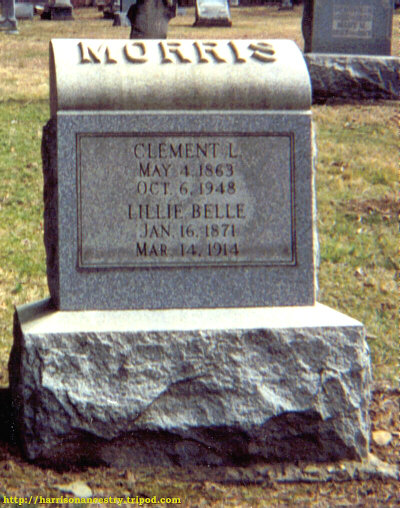 MORRIS
CLEMENT L.
MAY 4, 1863
OCT. 6, 1948
LILLIE BELLE
JAN. 16, 1871
MAR. 14, 1914
http://harrisonancestry.tripod.com